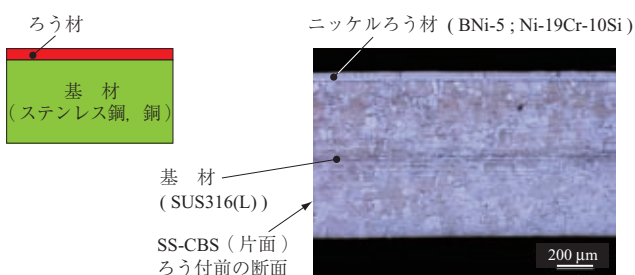 ろう材
基　材
（ステンレス鋼，銅）
ニッケルろう材 ( BNi-5 ; Ni-19Cr-10Si )
基　材
( SUS316(L) )
SS-CBS（片面）
ろう付前の断面
200 µm